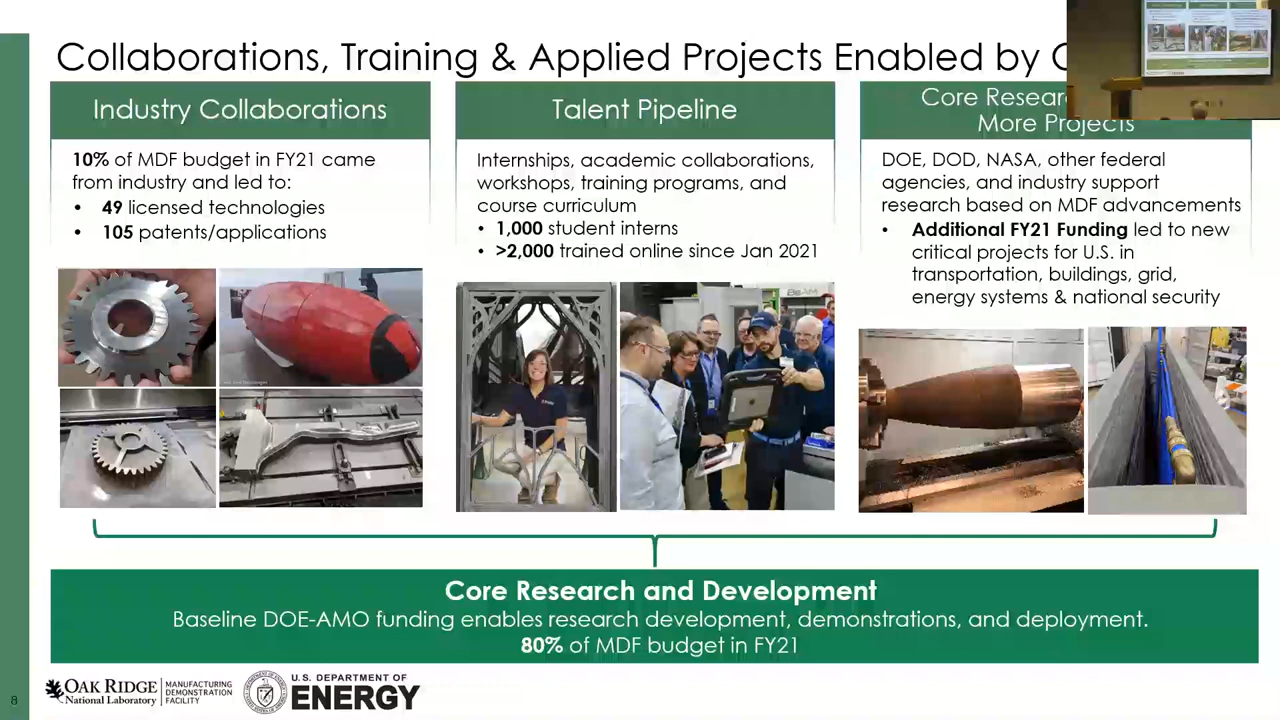 Collaborations, Training & Applied Projects Enabled by
Industry Collaborations
10% of MDF budget in FY21 came
from industry and led to:
• 49 licensed technologies
• 105 patents/applications
Talent Pipeline
Internships, academic collaborations,
workshops, training programs, and
course curriculum
• 1,000 student interns
• >2,000 trained online since Jan 2021
Core
More Projects
DOE, DOD, NASA, other federal
agencies, and industry support
research based on MDF advancements
• Additional FY21 Funding led to new
critical projects for U.S. in
transportation, buildings, grid,
energy systems & national security
BeAM
Core Research and Development
Baseline DOE-AMO funding enables research development, demonstrations, and deployment.
80% of MDF budget in FY21
8
OAK RIDGE
National Laboratory
MANUFACTURING
DEMONSTRATION
FACILITY
U.S. DEPARTMENT OF
ENERGY